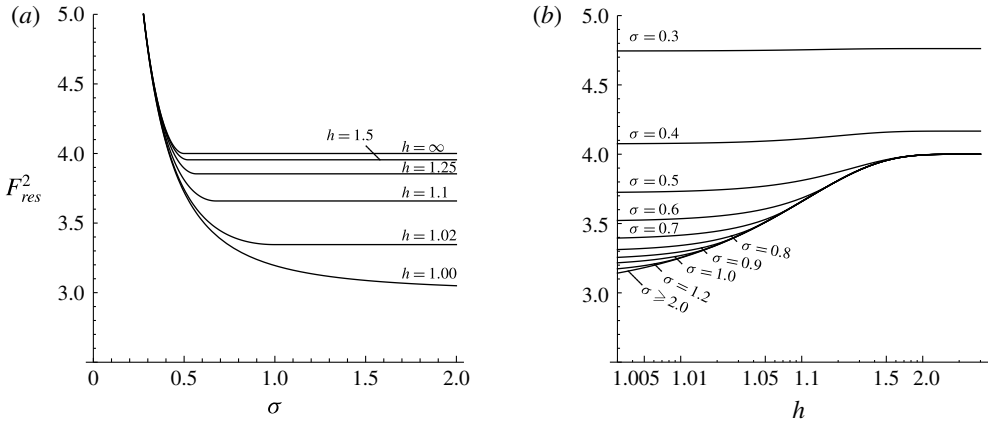 (a)
5.0
4.5
4.0
3.5
3.0
F²res
h = 1.5
h = ∞
h = 1.25
h = 1.1
h = 1.02
h = 1.00
0
0.5
1.0
1.5
2.0
σ
(b)
5.0
4.5
4.0
3.5
3.0
σ = 0.3
σ = 0.4
σ = 0.5
σ = 0.6
σ = 0.7
σ = 0.8
σ = 0.9
σ = 1.0
σ = 1.2
σ ≥ 2.0
1.005
1.01
1.05
1.1
1.5
2.0
h